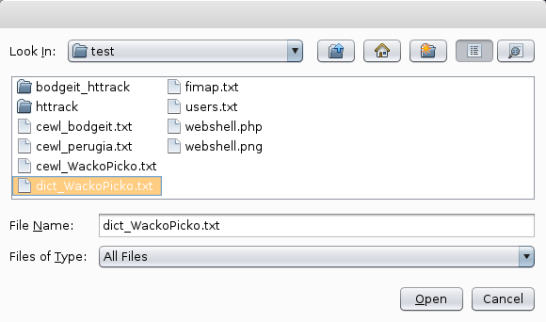 Look In: test
bodgeit_httrack
httrack
cewl_bodgeit.txt
cewl_perugia.txt
cewl_WackoPicko.txt
dict_WackoPicko.txt
fimap.txt
users.txt
webshell.php
webshell.png
File Name: dict_WackoPicko.txt
Files of Type: All Files
Open Cancel